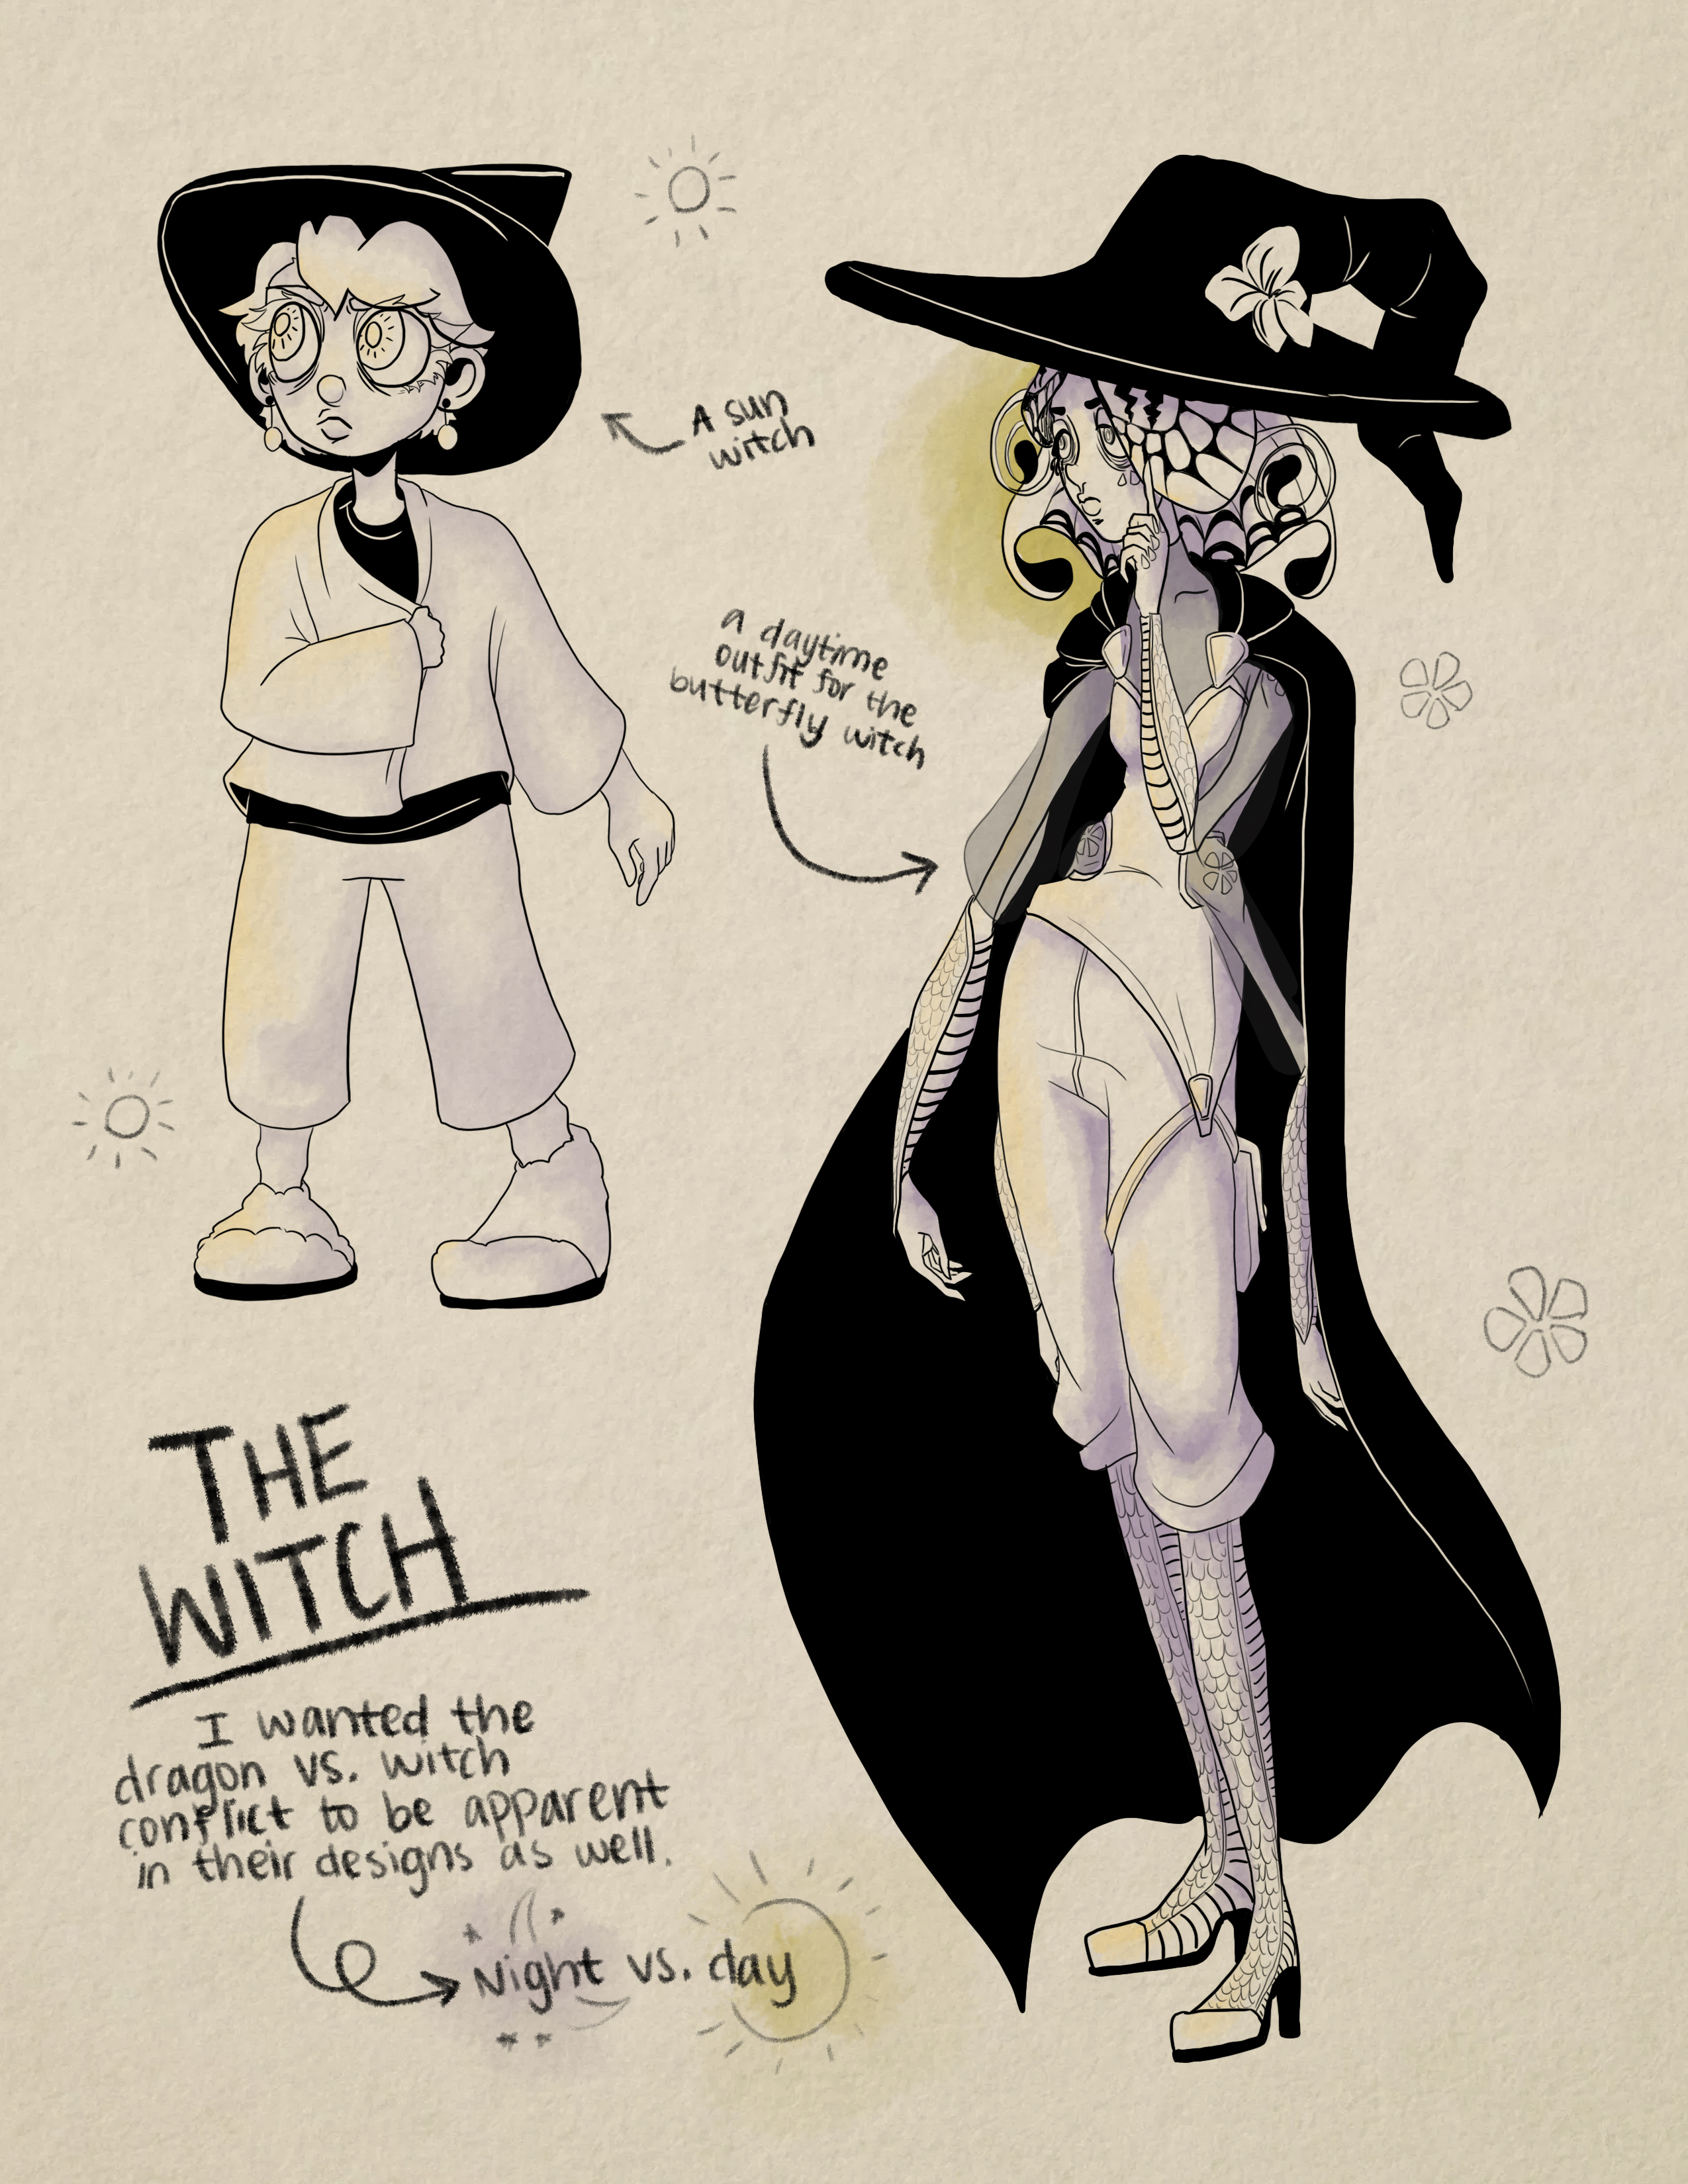 A sun
witch
a daytime
outfit for the
butterfly witch
THE
WITCH
I wanted the
dragon vs. witch
conflict to be apparent
in their designs as well.
Night vs. day